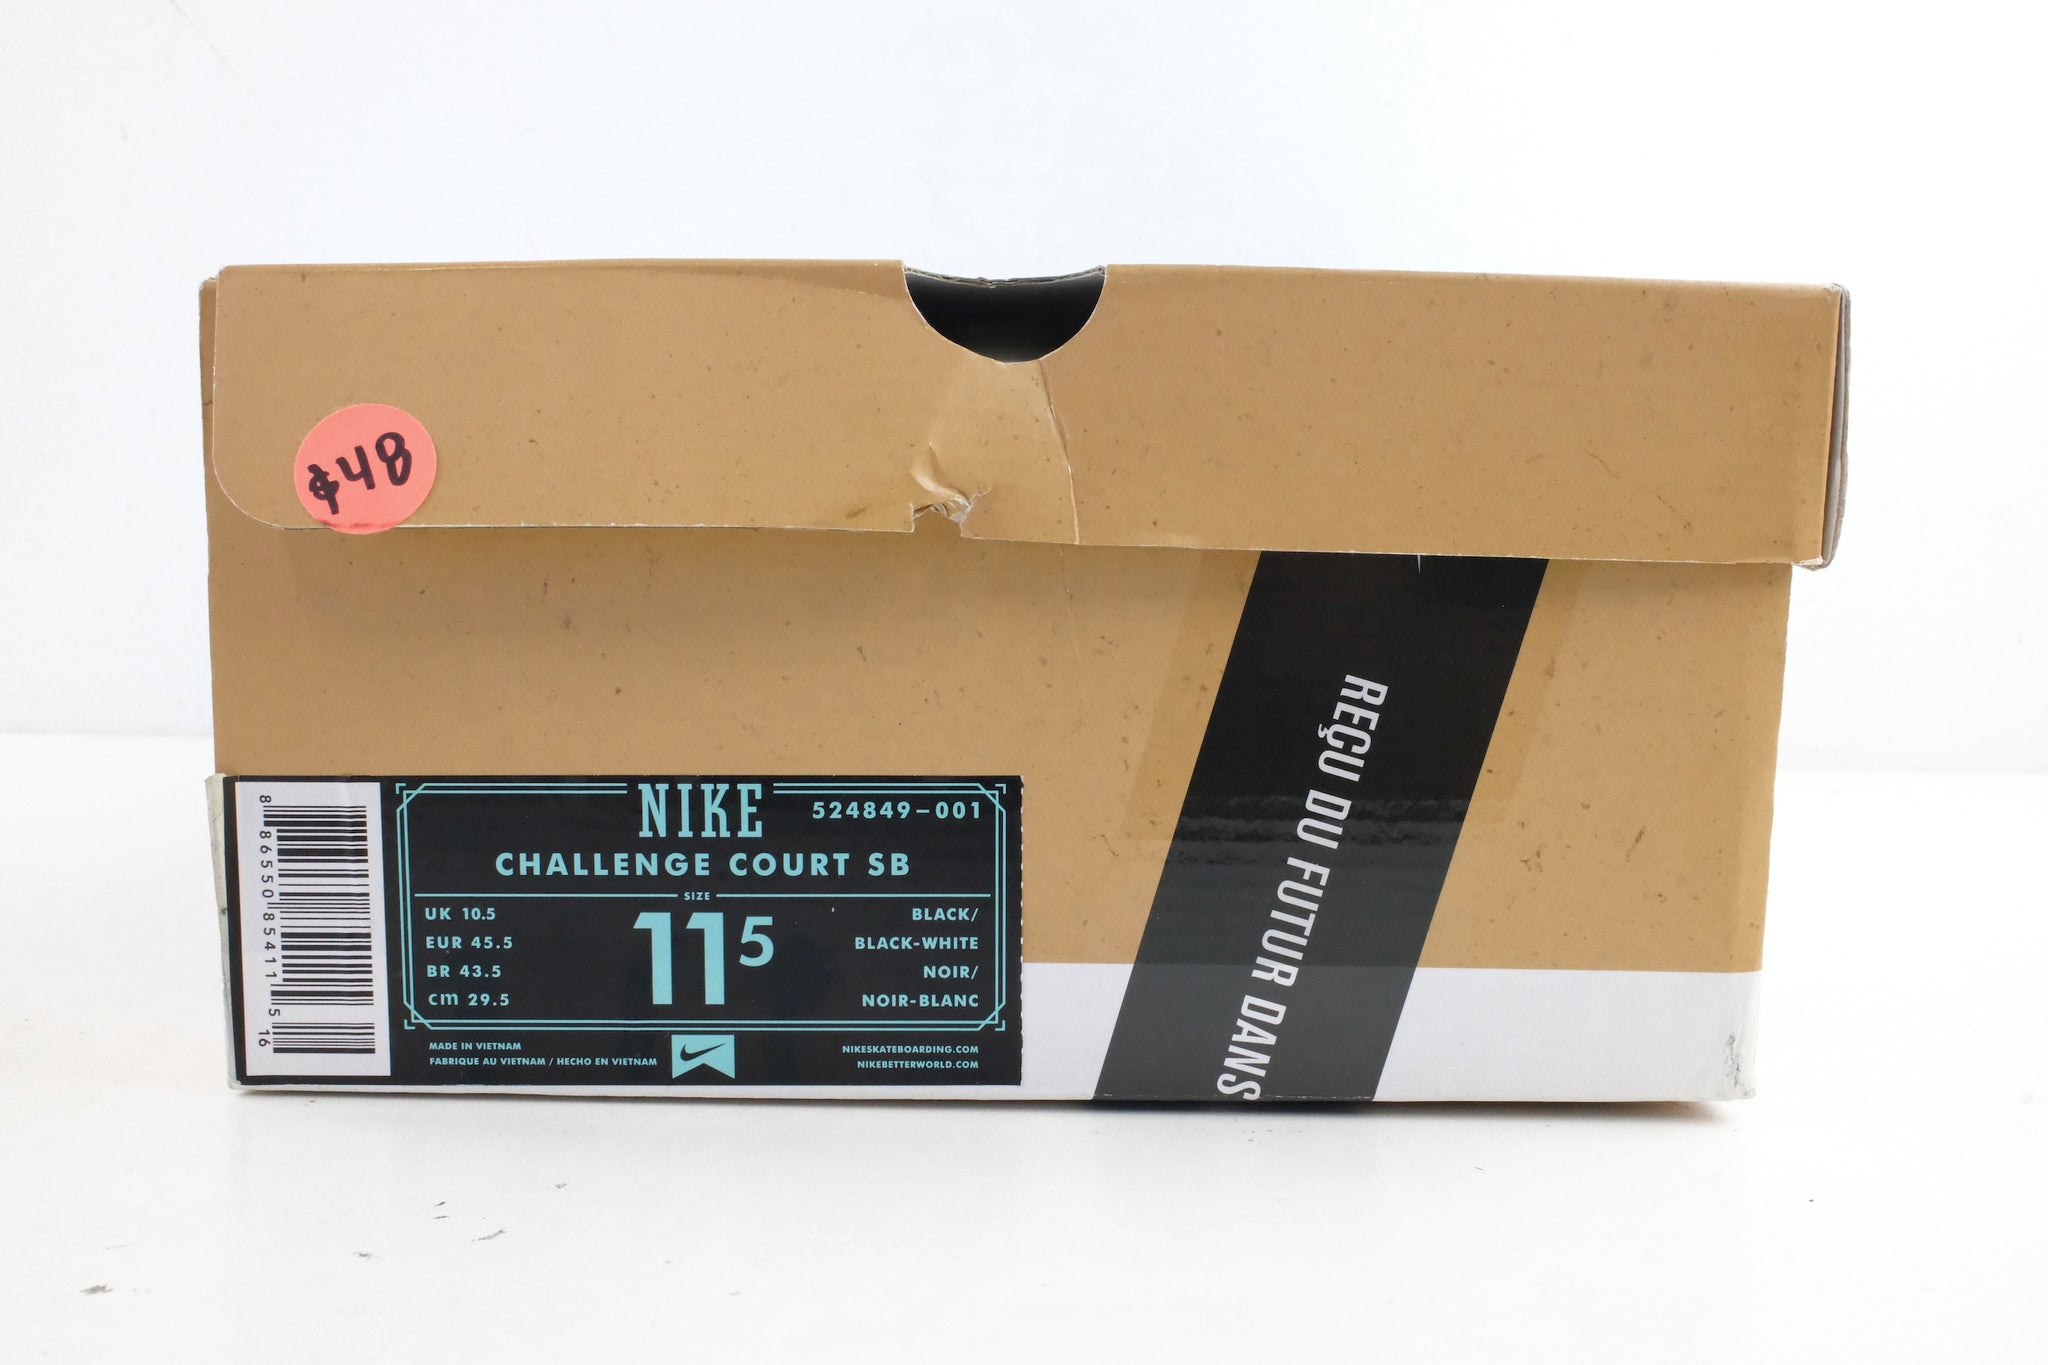 $48
REÇU DU FUTUR DANS
8 86550 85411 5 16
NIKE
524849-001
CHALLENGE COURT SB
SIZE
11 5
UK 10.5
EUR 45.5
BR 43.5
cm 29.5
BLACK/
BLACK-WHITE
NOIR/
NOIR-BLANC
MADE IN VIETNAM
FABRIQUE AU VIETNAM / HECHO EN VIETNAM
NIKESKATEBOARDING.COM
NIKEBETTERWORLD.COM